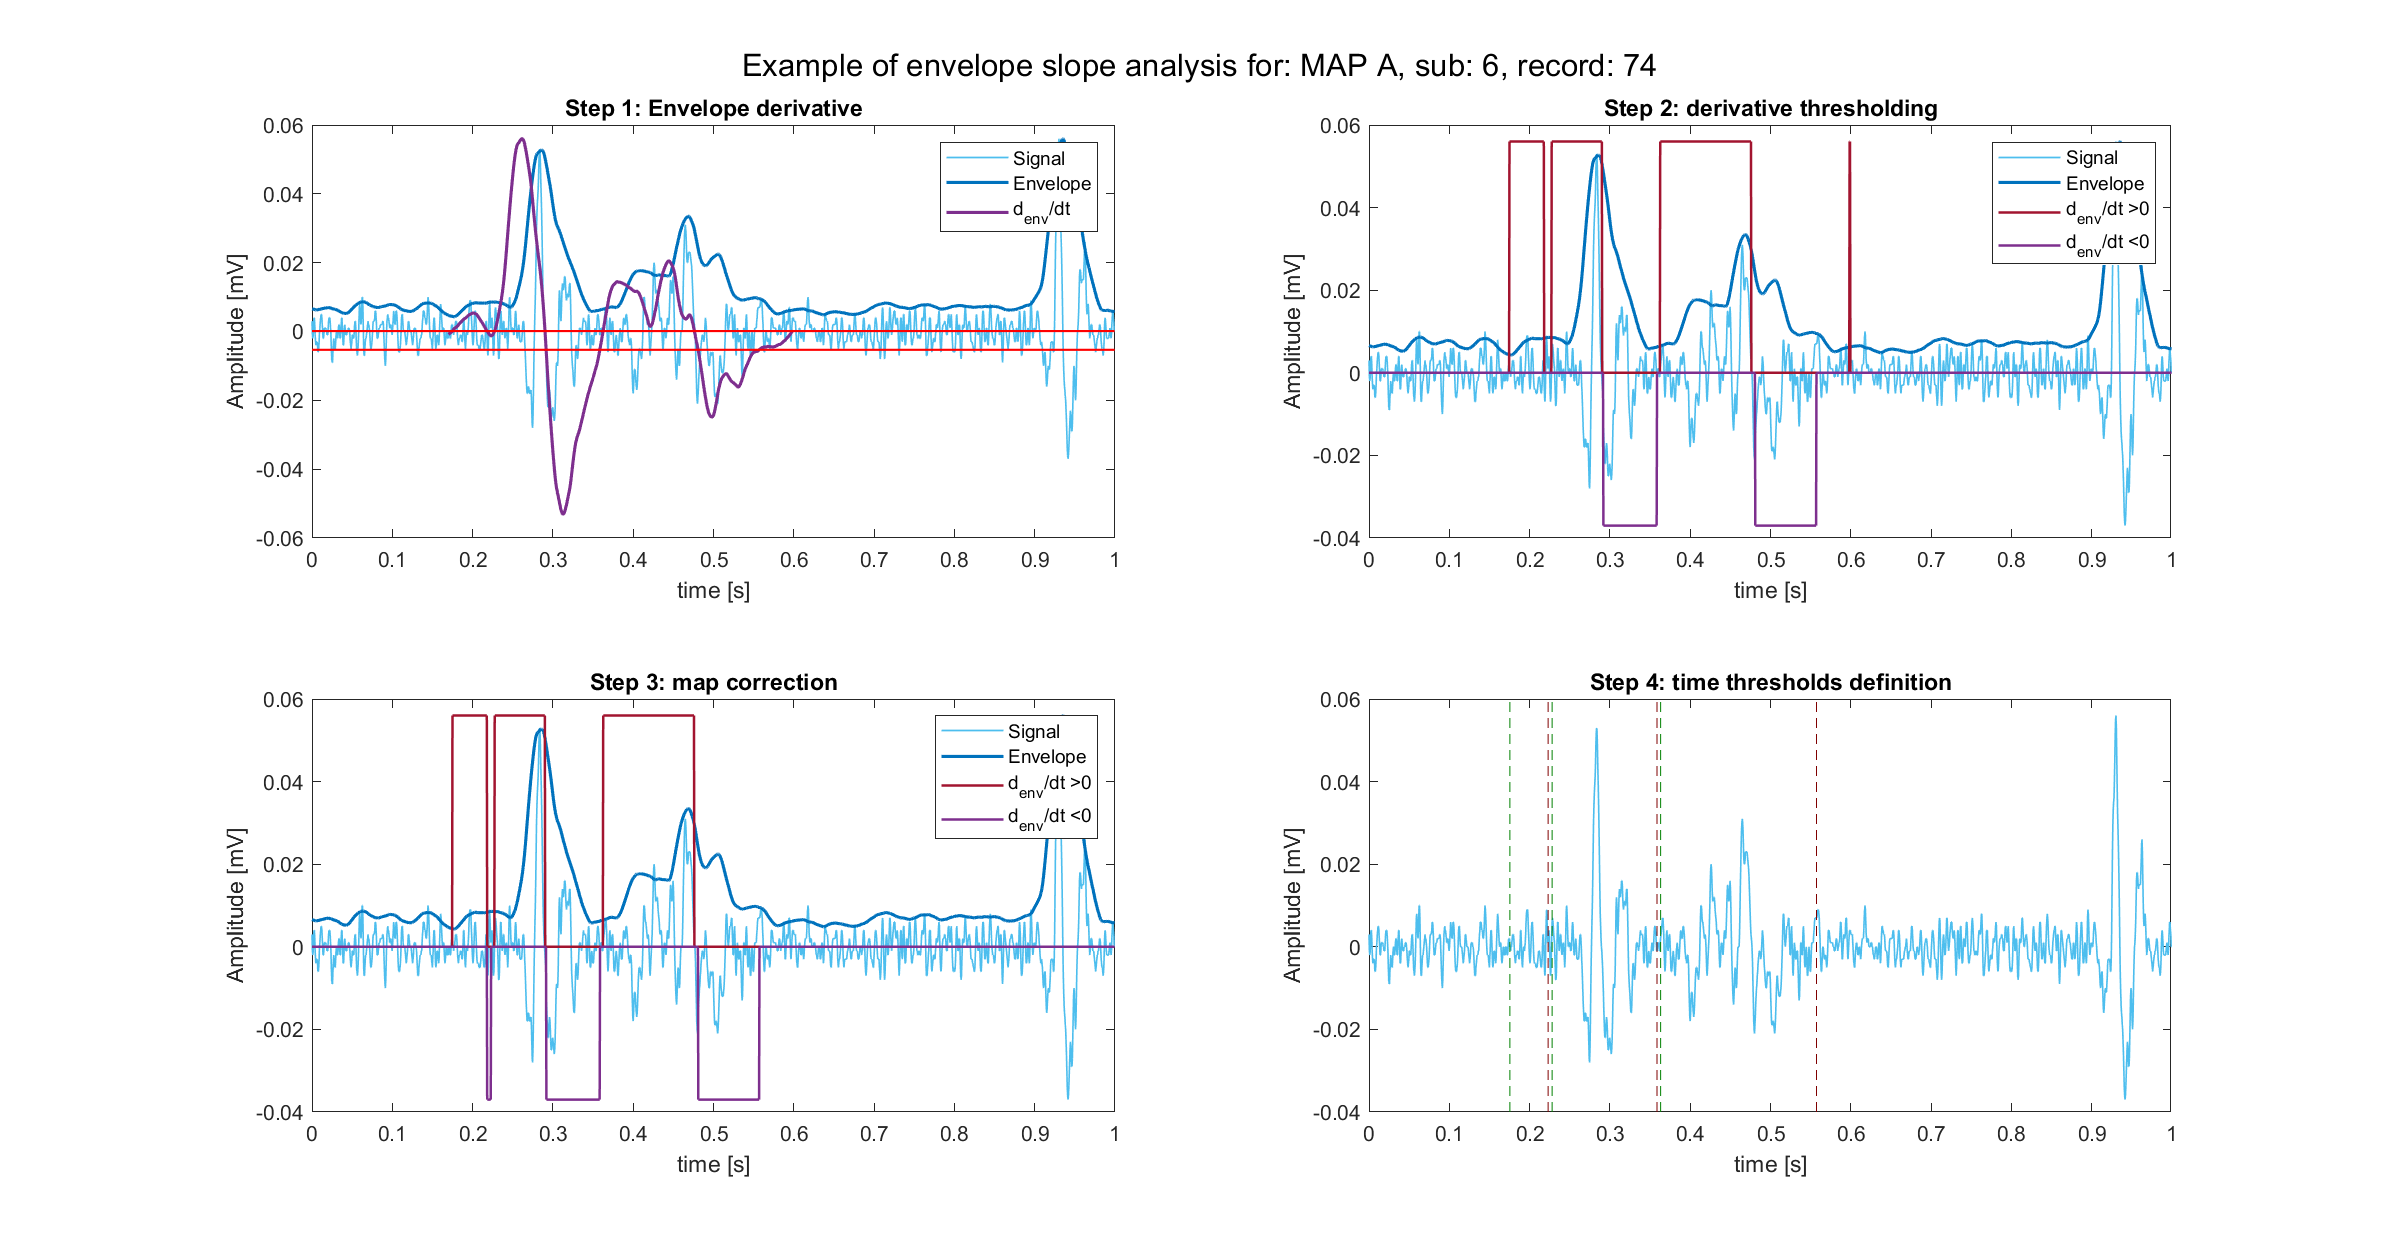 Example of envelope slope analysis for: MAP A, sub: 6, record: 74
Step 1: Envelope derivative
0.06
0.04
0.02
0
-0.02
-0.04
-0.06
Amplitude [mV]
0 0.1 0.2 0.3 0.4 0.5 0.6 0.7 0.8 0.9 1
time [s]
Signal
Envelope
d_env/dt
Step 2: derivative thresholding
0.06
0.04
0.02
0
-0.02
-0.04
Amplitude [mV]
0 0.1 0.2 0.3 0.4 0.5 0.6 0.7 0.8 0.9 1
time [s]
Signal
Envelope
d_env/dt >0
d_env/dt <0
Step 3: map correction
0.06
0.04
0.02
0
-0.02
-0.04
Amplitude [mV]
0 0.1 0.2 0.3 0.4 0.5 0.6 0.7 0.8 0.9 1
time [s]
Signal
Envelope
d_env/dt >0
d_env/dt <0
Step 4: time thresholds definition
0.06
0.04
0.02
0
-0.02
-0.04
Amplitude [mV]
0 0.1 0.2 0.3 0.4 0.5 0.6 0.7 0.8 0.9 1
time [s]